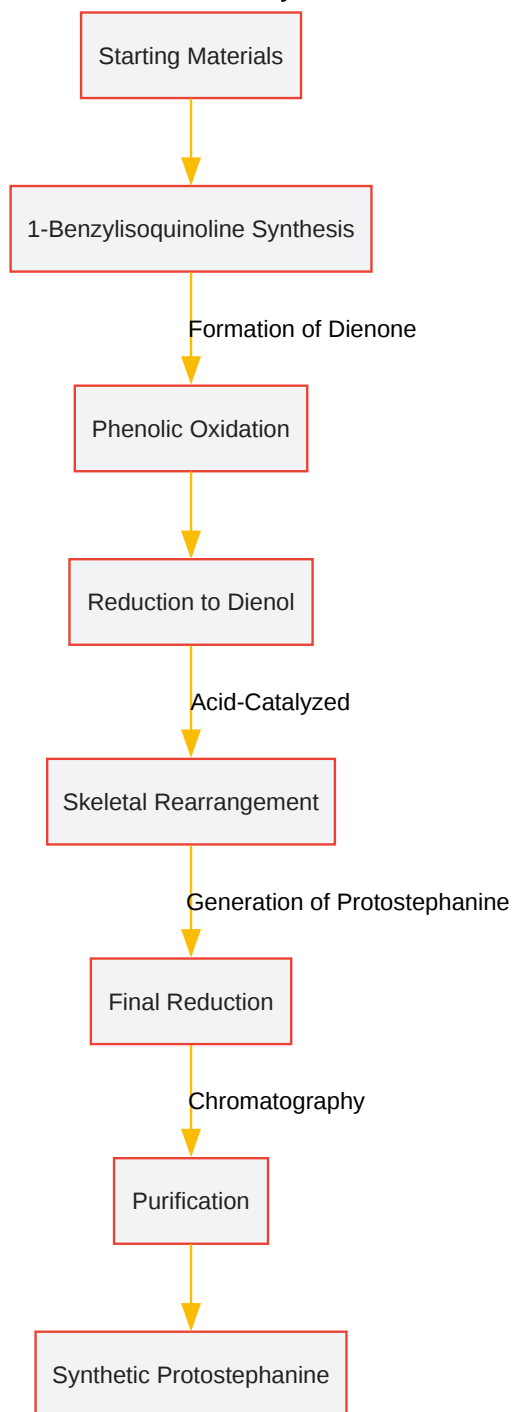 Starting Materials
1-Benzylisoquinoline Synthesis
Formation of Dienone
Phenolic Oxidation
Reduction to Dienol
Acid-Catalyzed
Skeletal Rearrangement
Generation of Protostephanine
Final Reduction
Chromatography
Purification
Synthetic Protostephanine